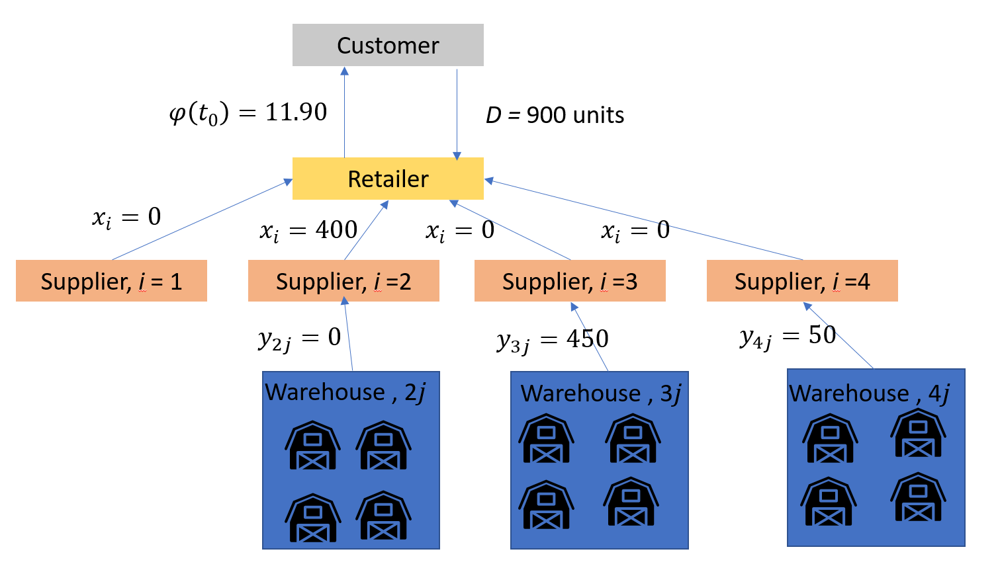 Customer
φ(t₀) = 11.90
D = 900 units
Retailer
xᵢ = 0
xᵢ = 400
xᵢ = 0
xᵢ = 0
Supplier, i = 1
Supplier, i =2
Supplier, i =3
Supplier, i =4
y₂ⱼ = 0
y₃ⱼ = 450
y₄ⱼ = 50
Warehouse , 2j
Warehouse , 3j
Warehouse , 4j